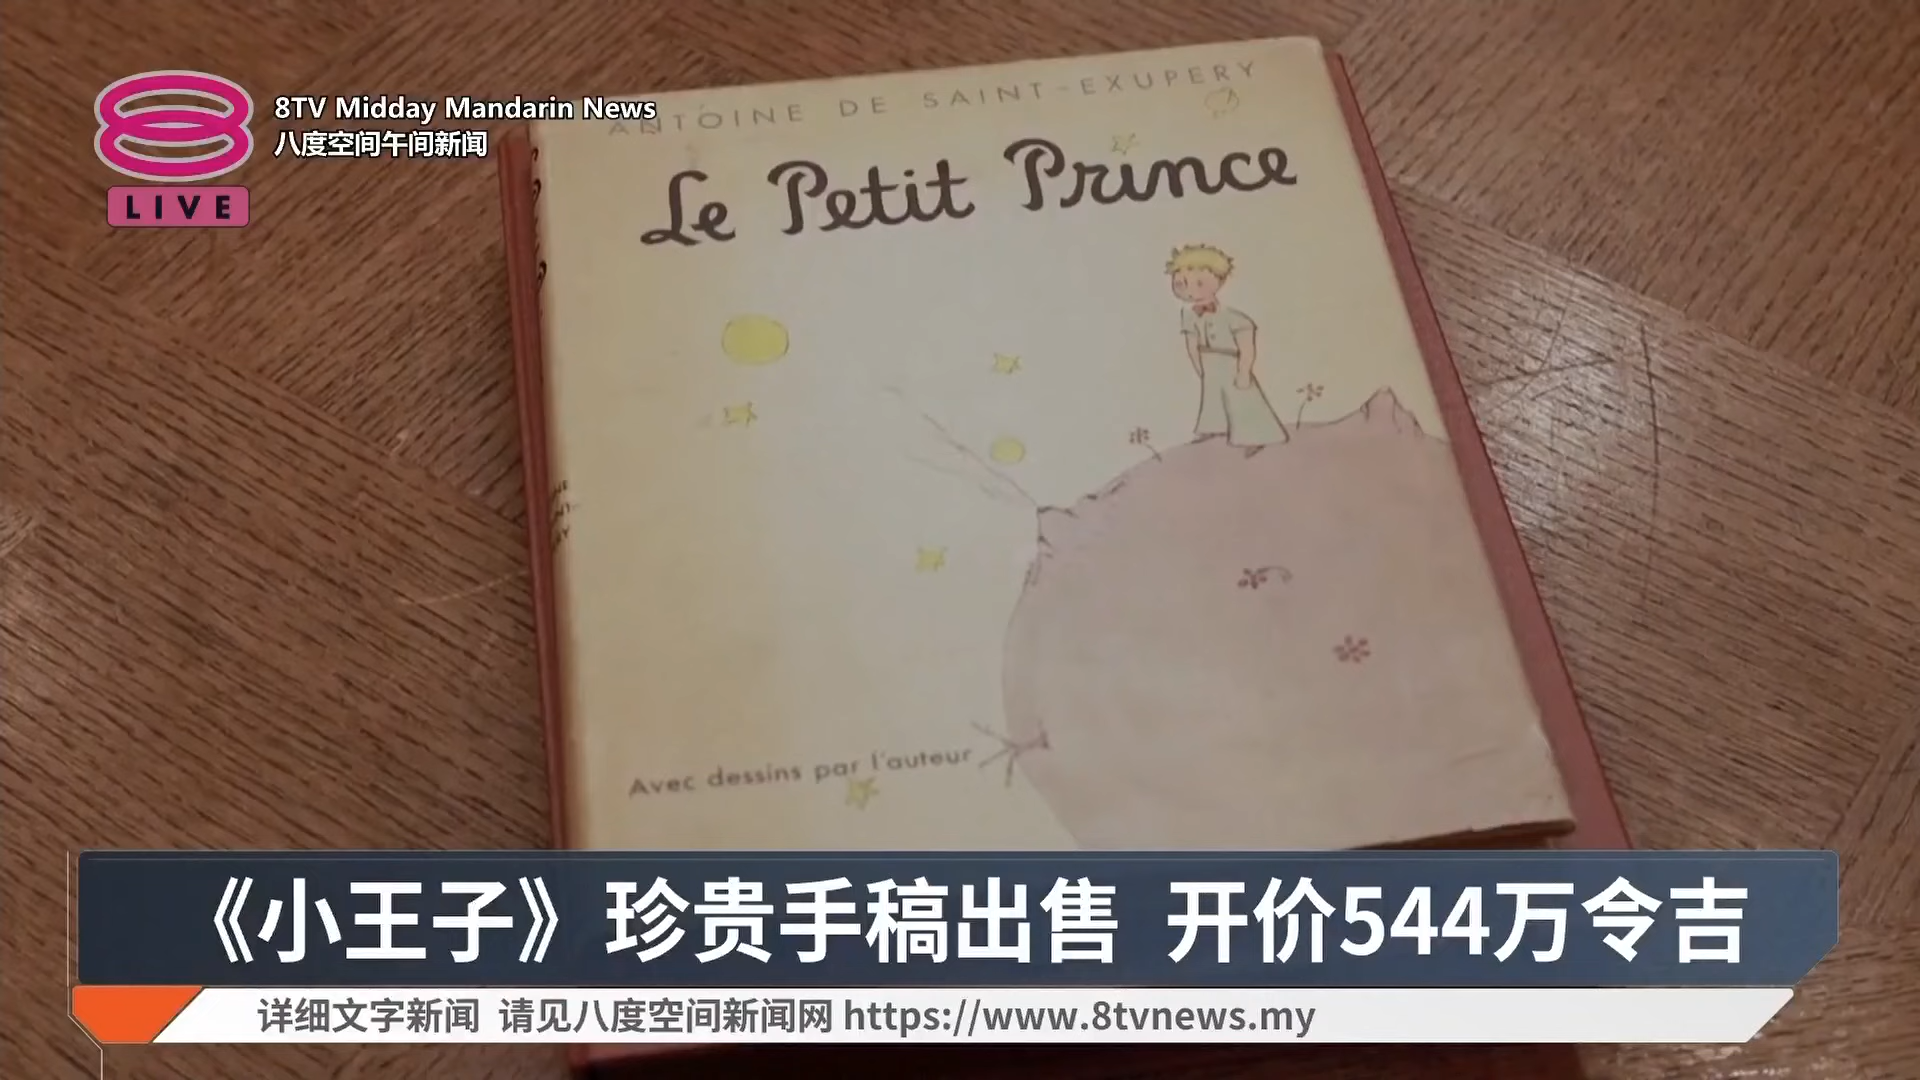 8TV Midday Mandarin News
八度空间午间新闻
LIVE
ANTOINE DE SAINT-EXUPERY
Le Petit Prince
Avec dessins par l'auteur
《小王子》珍贵手稿出售 开价544万令吉
详细文字新闻 请见八度空间新闻网 https://www.8tvnews.my